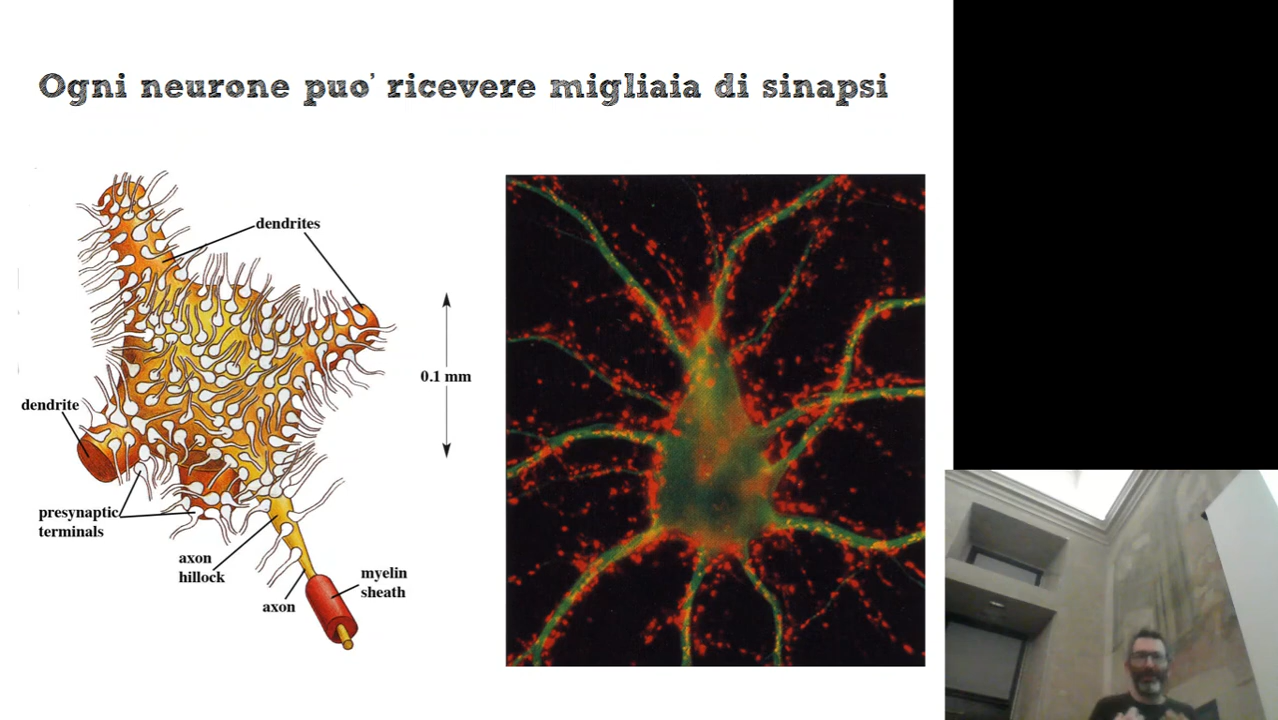 Ogni neurone puo' ricevere migliaia di sinapsi
dendrites
0.1 mm
dendrite
presynaptic
terminals
axon
hillock
axon
myelin
sheath